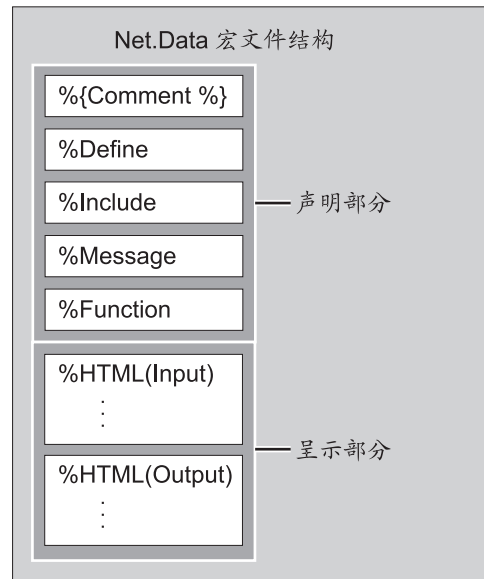 Net.Data 宏文件结构
%{Comment %}
%Define
%Include
声明部分
%Message
%Function
%HTML(Input)
呈示部分
%HTML(Output)